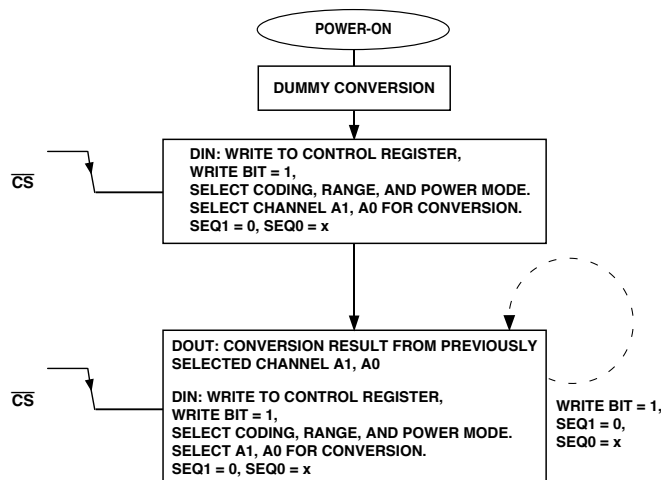 POWER-ON
DUMMY CONVERSION
CS
DIN: WRITE TO CONTROL REGISTER,
WRITE BIT = 1,
SELECT CODING, RANGE, AND POWER MODE.
SELECT CHANNEL A1, A0 FOR CONVERSION.
SEQ1 = 0, SEQ0 = x
DOUT: CONVERSION RESULT FROM PREVIOUSLY
SELECTED CHANNEL A1, A0
CS
DIN: WRITE TO CONTROL REGISTER,
WRITE BIT = 1,
SELECT CODING, RANGE, AND POWER MODE.
SELECT A1, A0 FOR CONVERSION.
SEQ1 = 0, SEQ0 = x
WRITE BIT = 1,
SEQ1 = 0,
SEQ0 = x